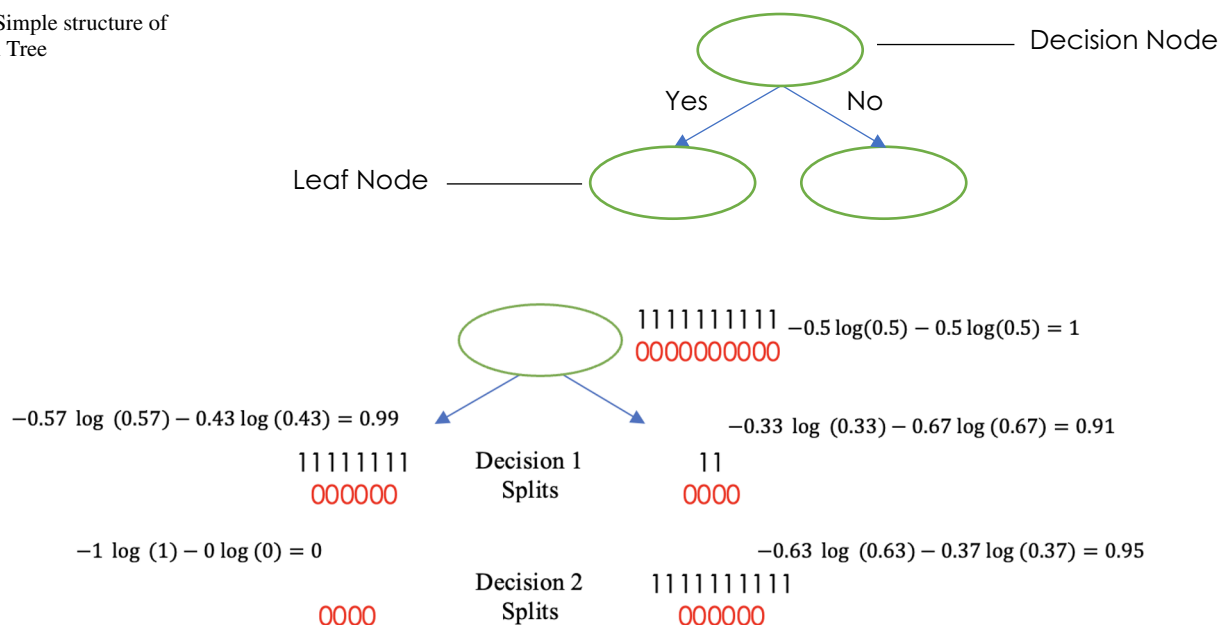 Simple structure of
Tree
Decision Node
Yes
No
Leaf Node
1111111111
−0.5 log(0.5) − 0.5 log(0.5) = 1
0000000000
−0.57 log (0.57) − 0.43 log (0.43) = 0.99
−0.33 log (0.33) − 0.67 log (0.67) = 0.91
11111111
Decision 1
11
000000
Splits
0000
−1 log (1) − 0 log (0) = 0
−0.63 log (0.63) − 0.37 log (0.37) = 0.95
Decision 2
1111111111
0000
Splits
000000